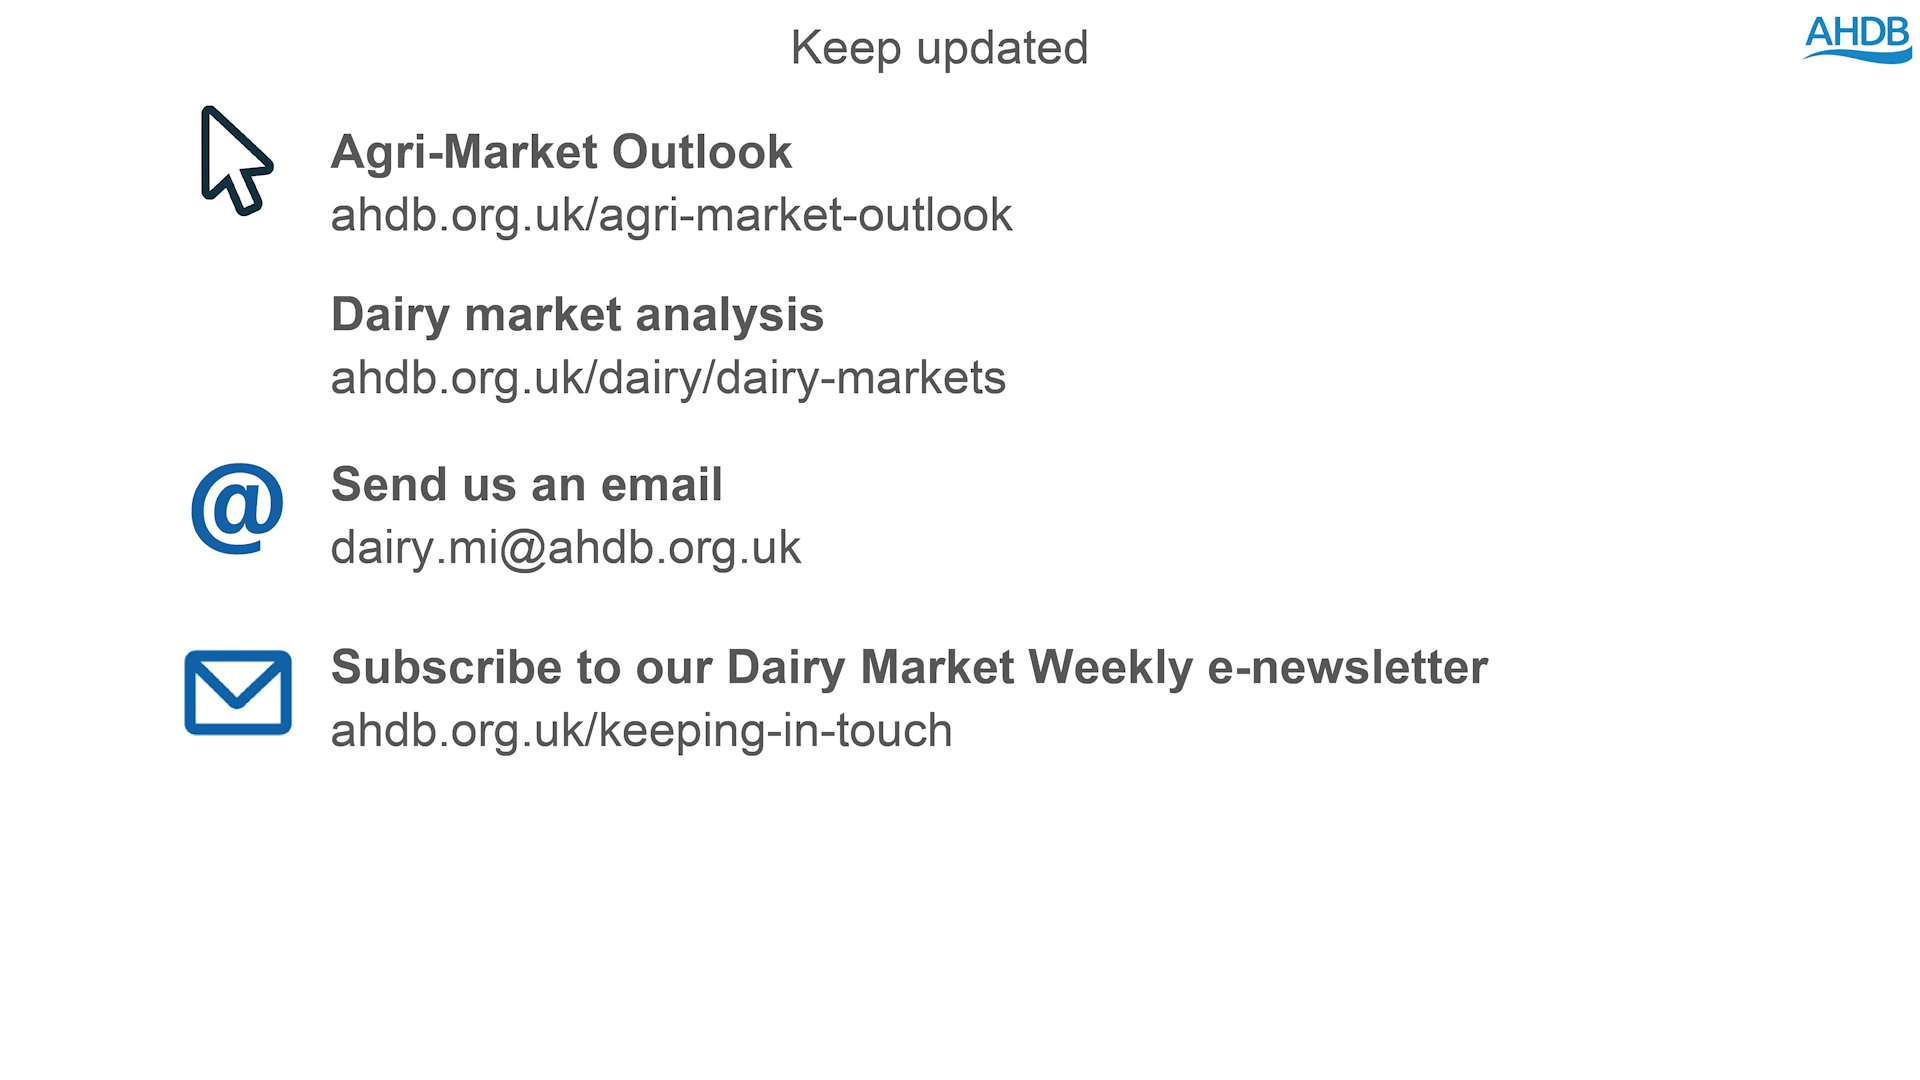 Keep updated
AHDB
Agri-Market Outlook
ahdb.org.uk/agri-market-outlook
Dairy market analysis
ahdb.org.uk/dairy/dairy-markets
@
Send us an email
dairy.mi@ahdb.org.uk
Subscribe to our Dairy Market Weekly e-newsletter
ahdb.org.uk/keeping-in-touch